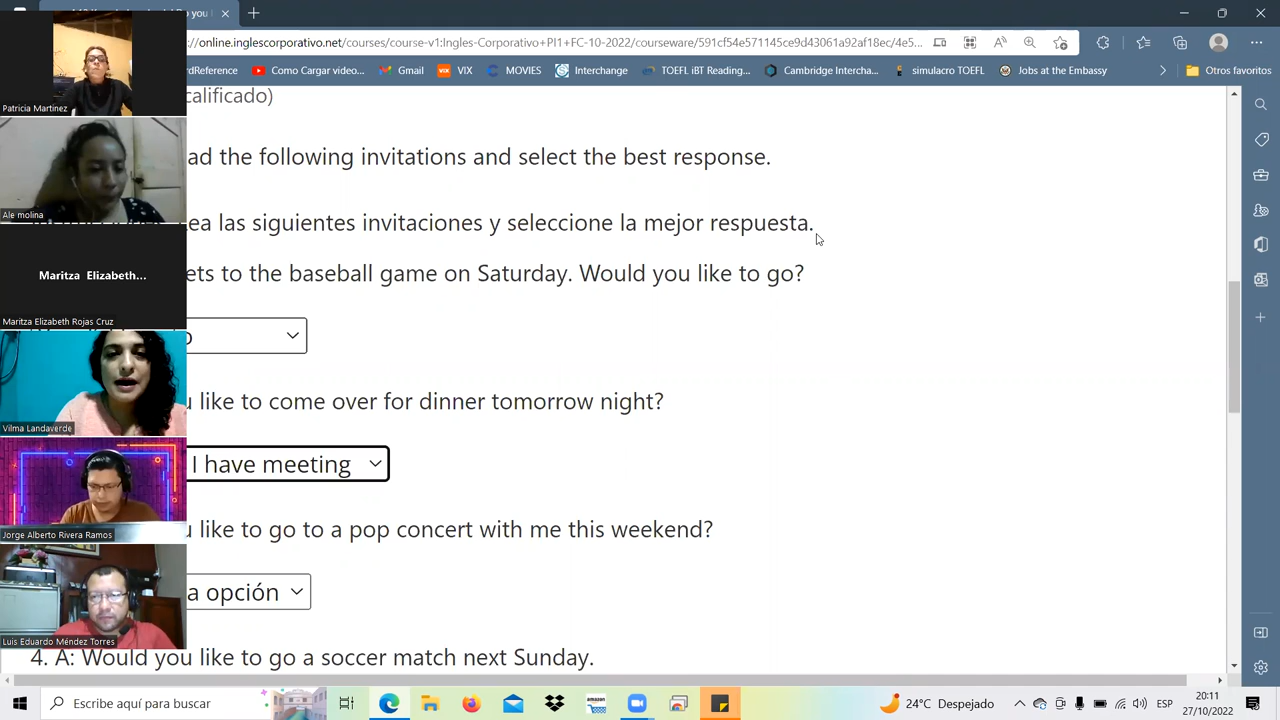 do you
//online.inglescorporativo.net/courses/course-v1:Ingles-Corporativo+PI1+FC-10-2022/courseware/591cf54e571145ce9d43061a92af18ec/4e5...
rdReference
Como Cargar video...
Gmail
VIX
MOVIES
Interchange
TOEFL iBT Reading...
Cambridge Intercha...
simulacro TOEFL
Jobs at the Embassy
Otros favoritos
calificado)
ad the following invitations and select the best response.
ea las siguientes invitaciones y seleccione la mejor respuesta.
ets to the baseball game on Saturday. Would you like to go?
o
u like to come over for dinner tomorrow night?
I have meeting
u like to go to a pop concert with me this weekend?
a opción
4. A: Would you like to go a soccer match next Sunday.
Patricia Martinez
Ale molina
Maritza Elizabeth...
Maritza Elizabeth Rojas Cruz
Vilma Landaverde
Jorge Alberto Rivera Ramos
Luis Eduardo Méndez Torres
Escribe aquí para buscar
amazon
24°C Despejado
ESP
20:11
27/10/2022